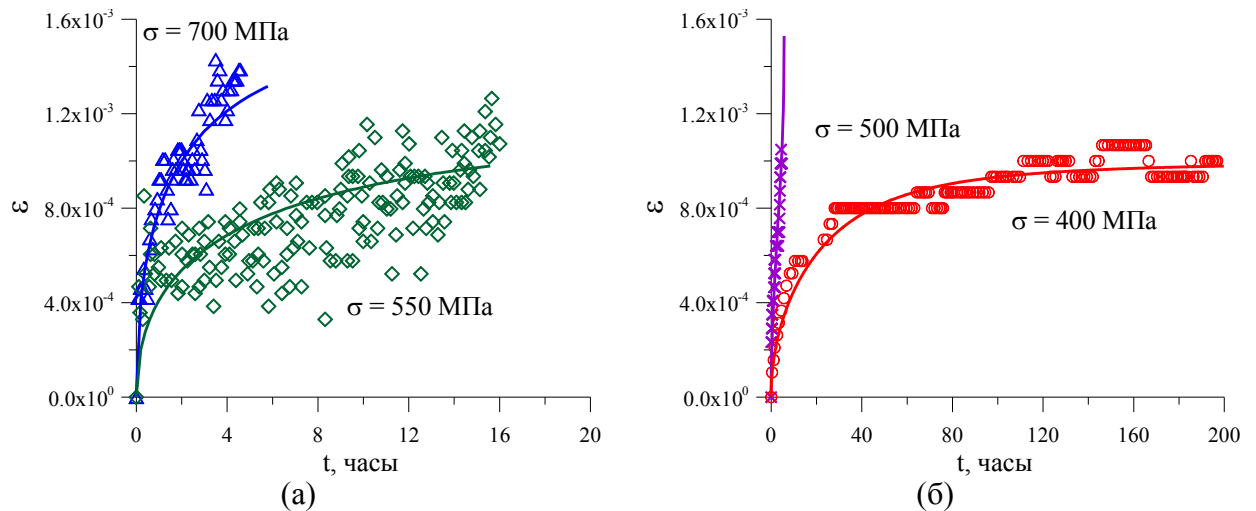 1.6x10⁻³
σ = 700 МПа
1.2x10⁻³
ε
8.0x10⁻⁴
4.0x10⁻⁴
σ = 550 МПа
0.0x10⁰
0 4 8 12 16 20
t, часы
(а)
1.6x10⁻³
1.2x10⁻³
σ = 500 МПа
ε
8.0x10⁻⁴
σ = 400 МПа
4.0x10⁻⁴
0.0x10⁰
0 40 80 120 160 200
t, часы
(б)